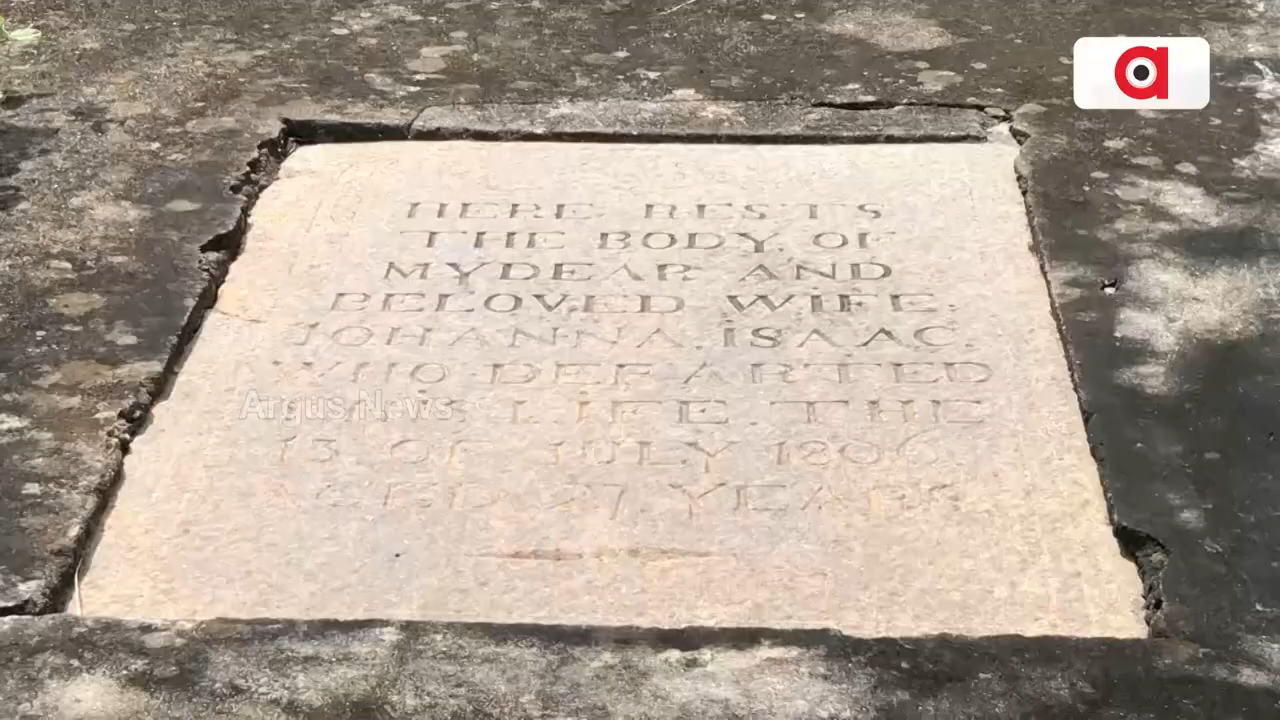 a
HERE RESTS
THE BODY, OF
MYDEAR AND
BELOVED WIFE.
JOHANNA. ISAAC.
WHO DEPARTED
LIFE. THE
Argus News
13 OF JULY 1806.
AGED 27 YEARS.